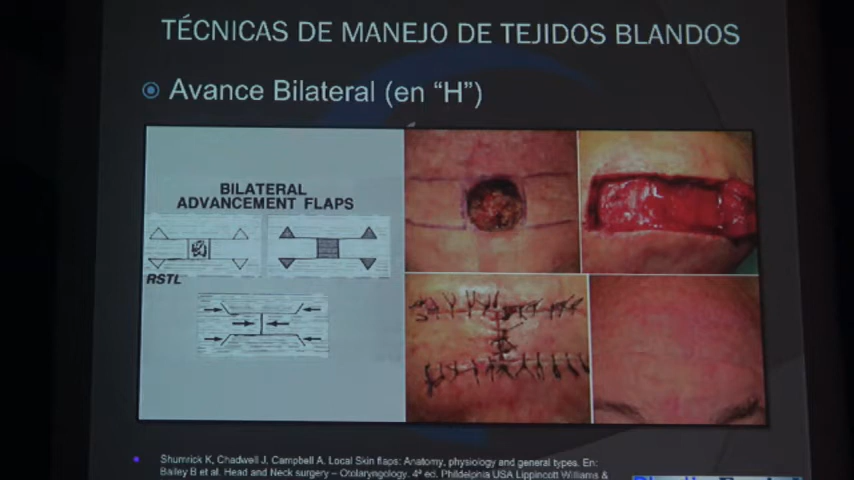 TÉCNICAS DE MANEJO DE TEJIDOS BLANDOS
Avance Bilateral (en “H”)
BILATERAL
ADVANCEMENT FLAPS
RSTL
Shumrick K, Chadwell J, Campbell A. Local Skin flaps: Anatomy, physiology and general types. En:
Bailey B et al. Head and Neck surgery – Otolaryngology. 4ª ed. Phildelphia USA Lippincott Williams &